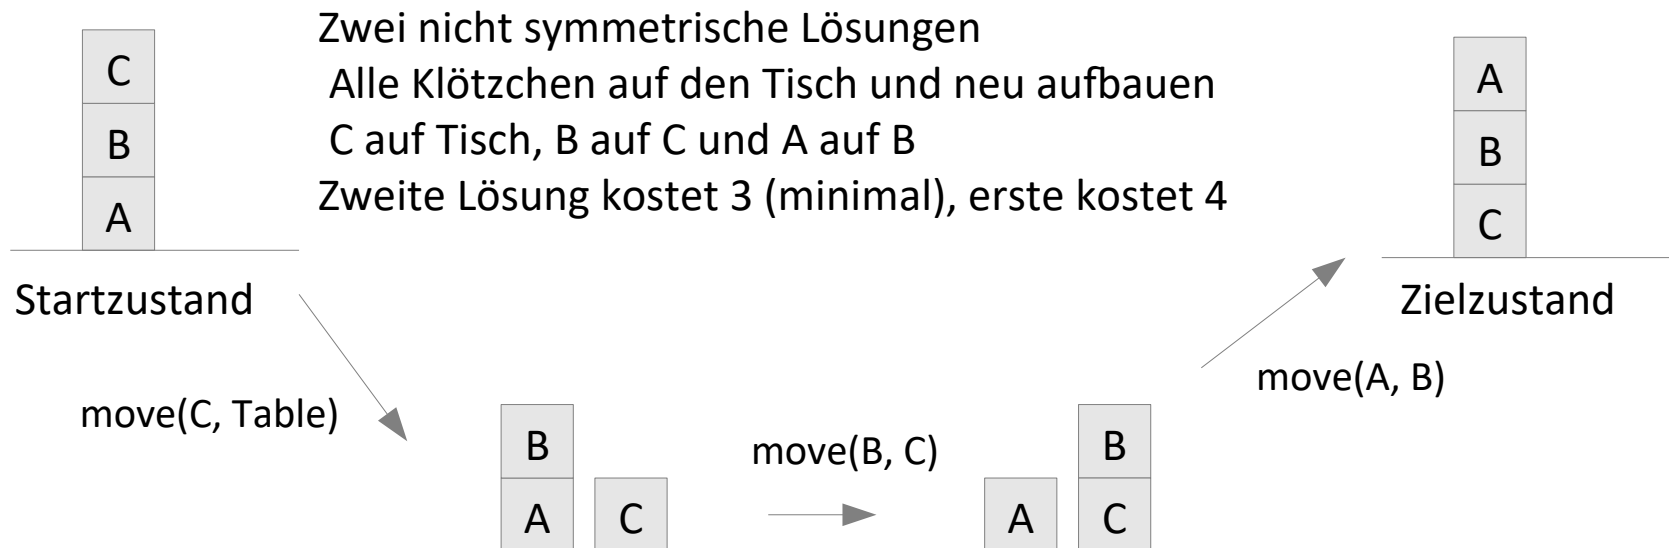 Zwei nicht symmetrische Lösungen
Alle Klötzchen auf den Tisch und neu aufbauen
C auf Tisch, B auf C und A auf B
Zweite Lösung kostet 3 (minimal), erste kostet 4
C
B
A
Startzustand
A
B
C
Zielzustand
move(C, Table)
B
A C
move(B, C)
B
A C
move(A, B)